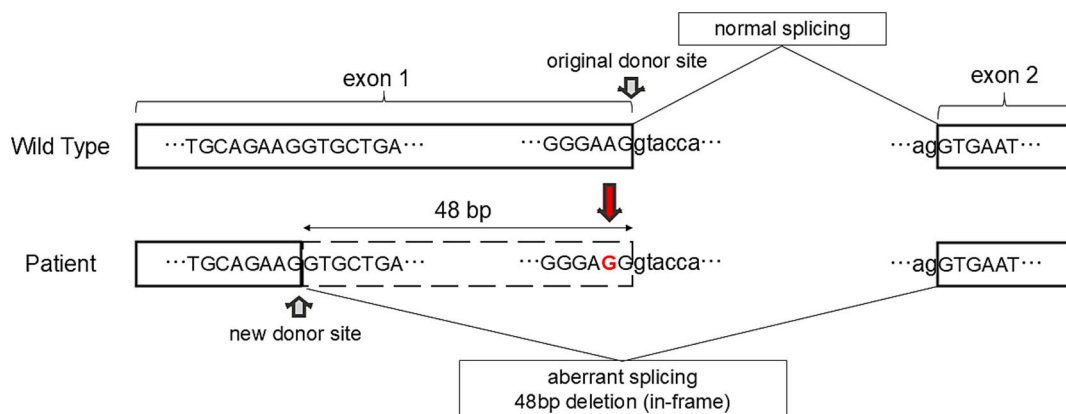 normal splicing
original donor site
exon 1
exon 2
Wild Type
···TGCAGAAGGTGCTGA··· ···GGGAAGgtacca··· ···agGTGAAT···
48 bp
Patient
···TGCAGAAGGTGCTGA··· ···GGGAGGgtacca··· ···agGTGAAT···
new donor site
aberrant splicing
48bp deletion (in-frame)